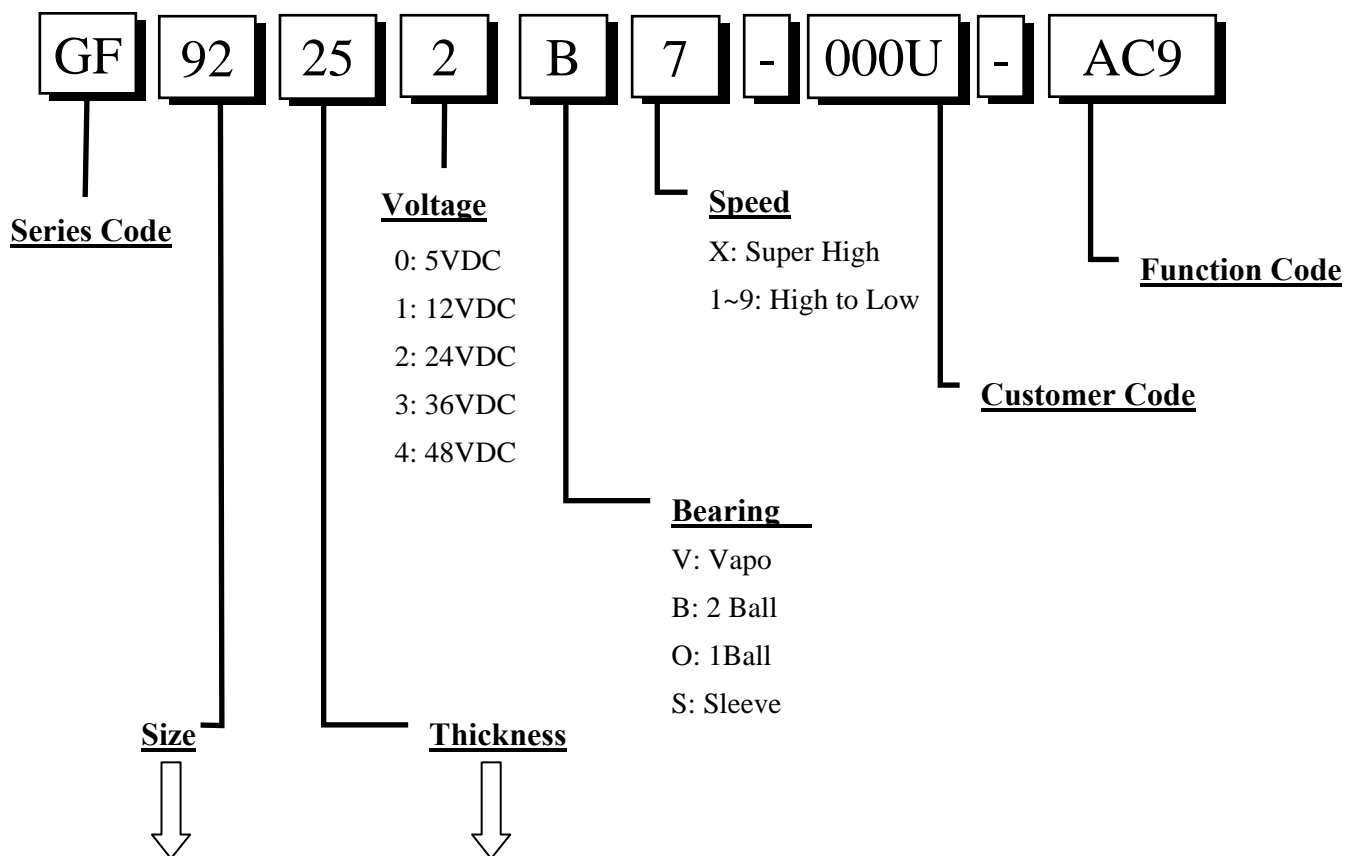 GF 92 25 2 B 7 - 000U - AC9
Series Code
Voltage
0: 5VDC
1: 12VDC
2: 24VDC
3: 36VDC
4: 48VDC
Speed
X: Super High
1~9: High to Low
Function Code
Customer Code
Bearing
V: Vapo
B: 2 Ball
O: 1Ball
S: Sleeve
Size
Thickness